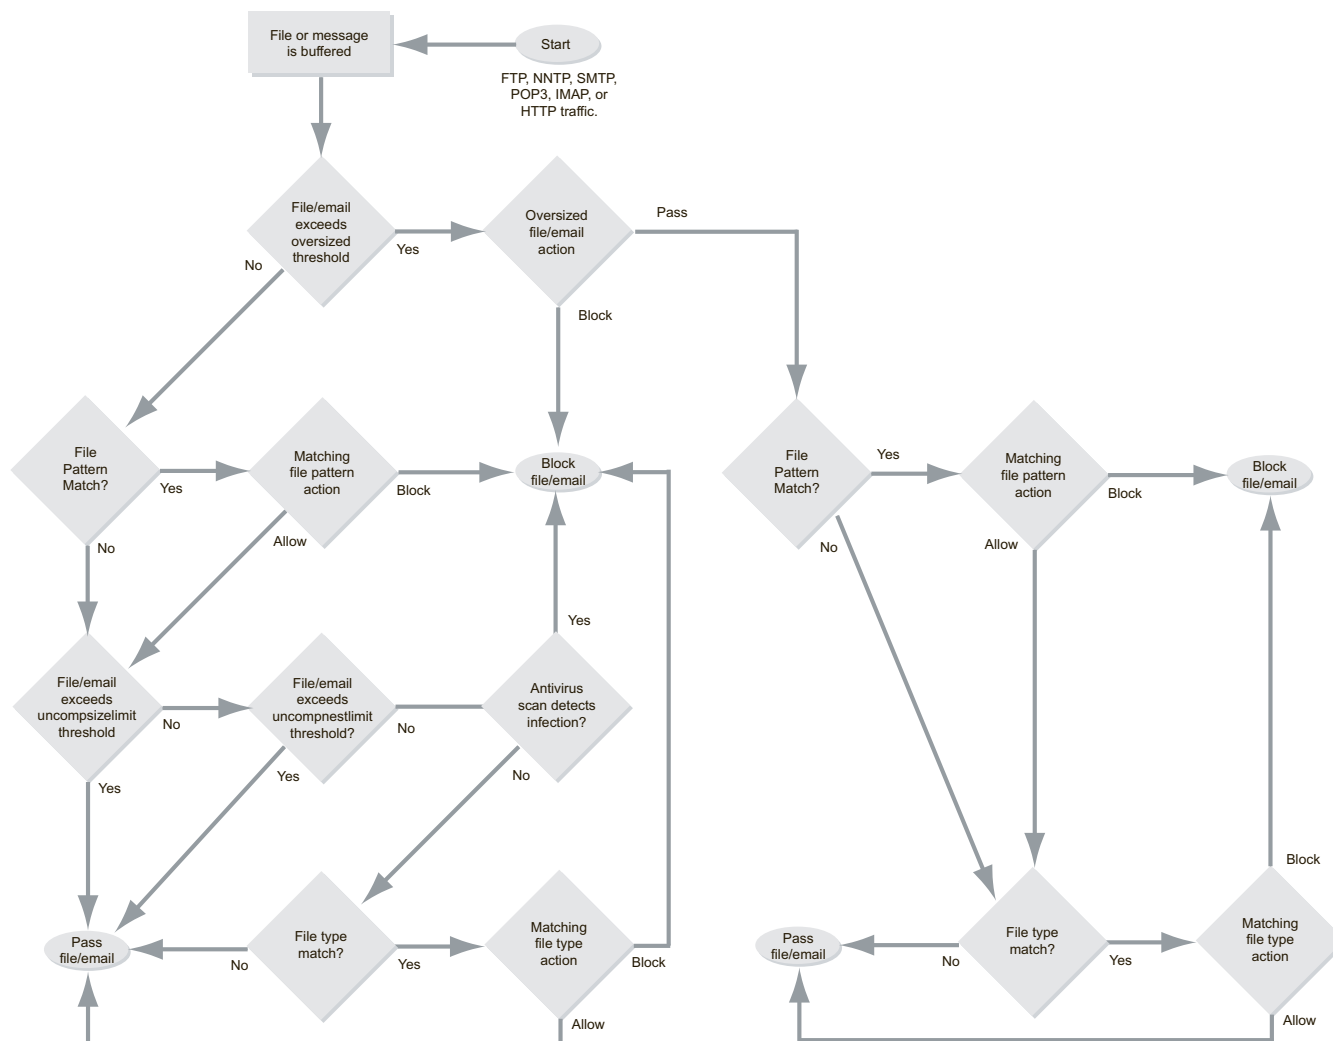 File or message
is buffered
Start
FTP, NNTP, SMTP,
POP3, IMAP, or
HTTP traffic.
File/email
exceeds
oversized
threshold
Yes
No
Oversized
file/email
action
Pass
Block
File
Pattern
Match?
Yes
No
Matching
file pattern
action
Block
Allow
Block
file/email
File
Pattern
Match?
Yes
No
Matching
file pattern
action
Block
Allow
Block
file/email
File/email
exceeds
uncompsizelimit
threshold
No
Yes
File/email
exceeds
uncompnestlimit
threshold?
No
Yes
Antivirus
scan detects
infection?
Yes
No
Pass
file/email
File type
match?
No
Yes
Matching
file type
action
Block
Allow
Pass
file/email
File type
match?
No
Yes
Matching
file type
action
Block
Allow